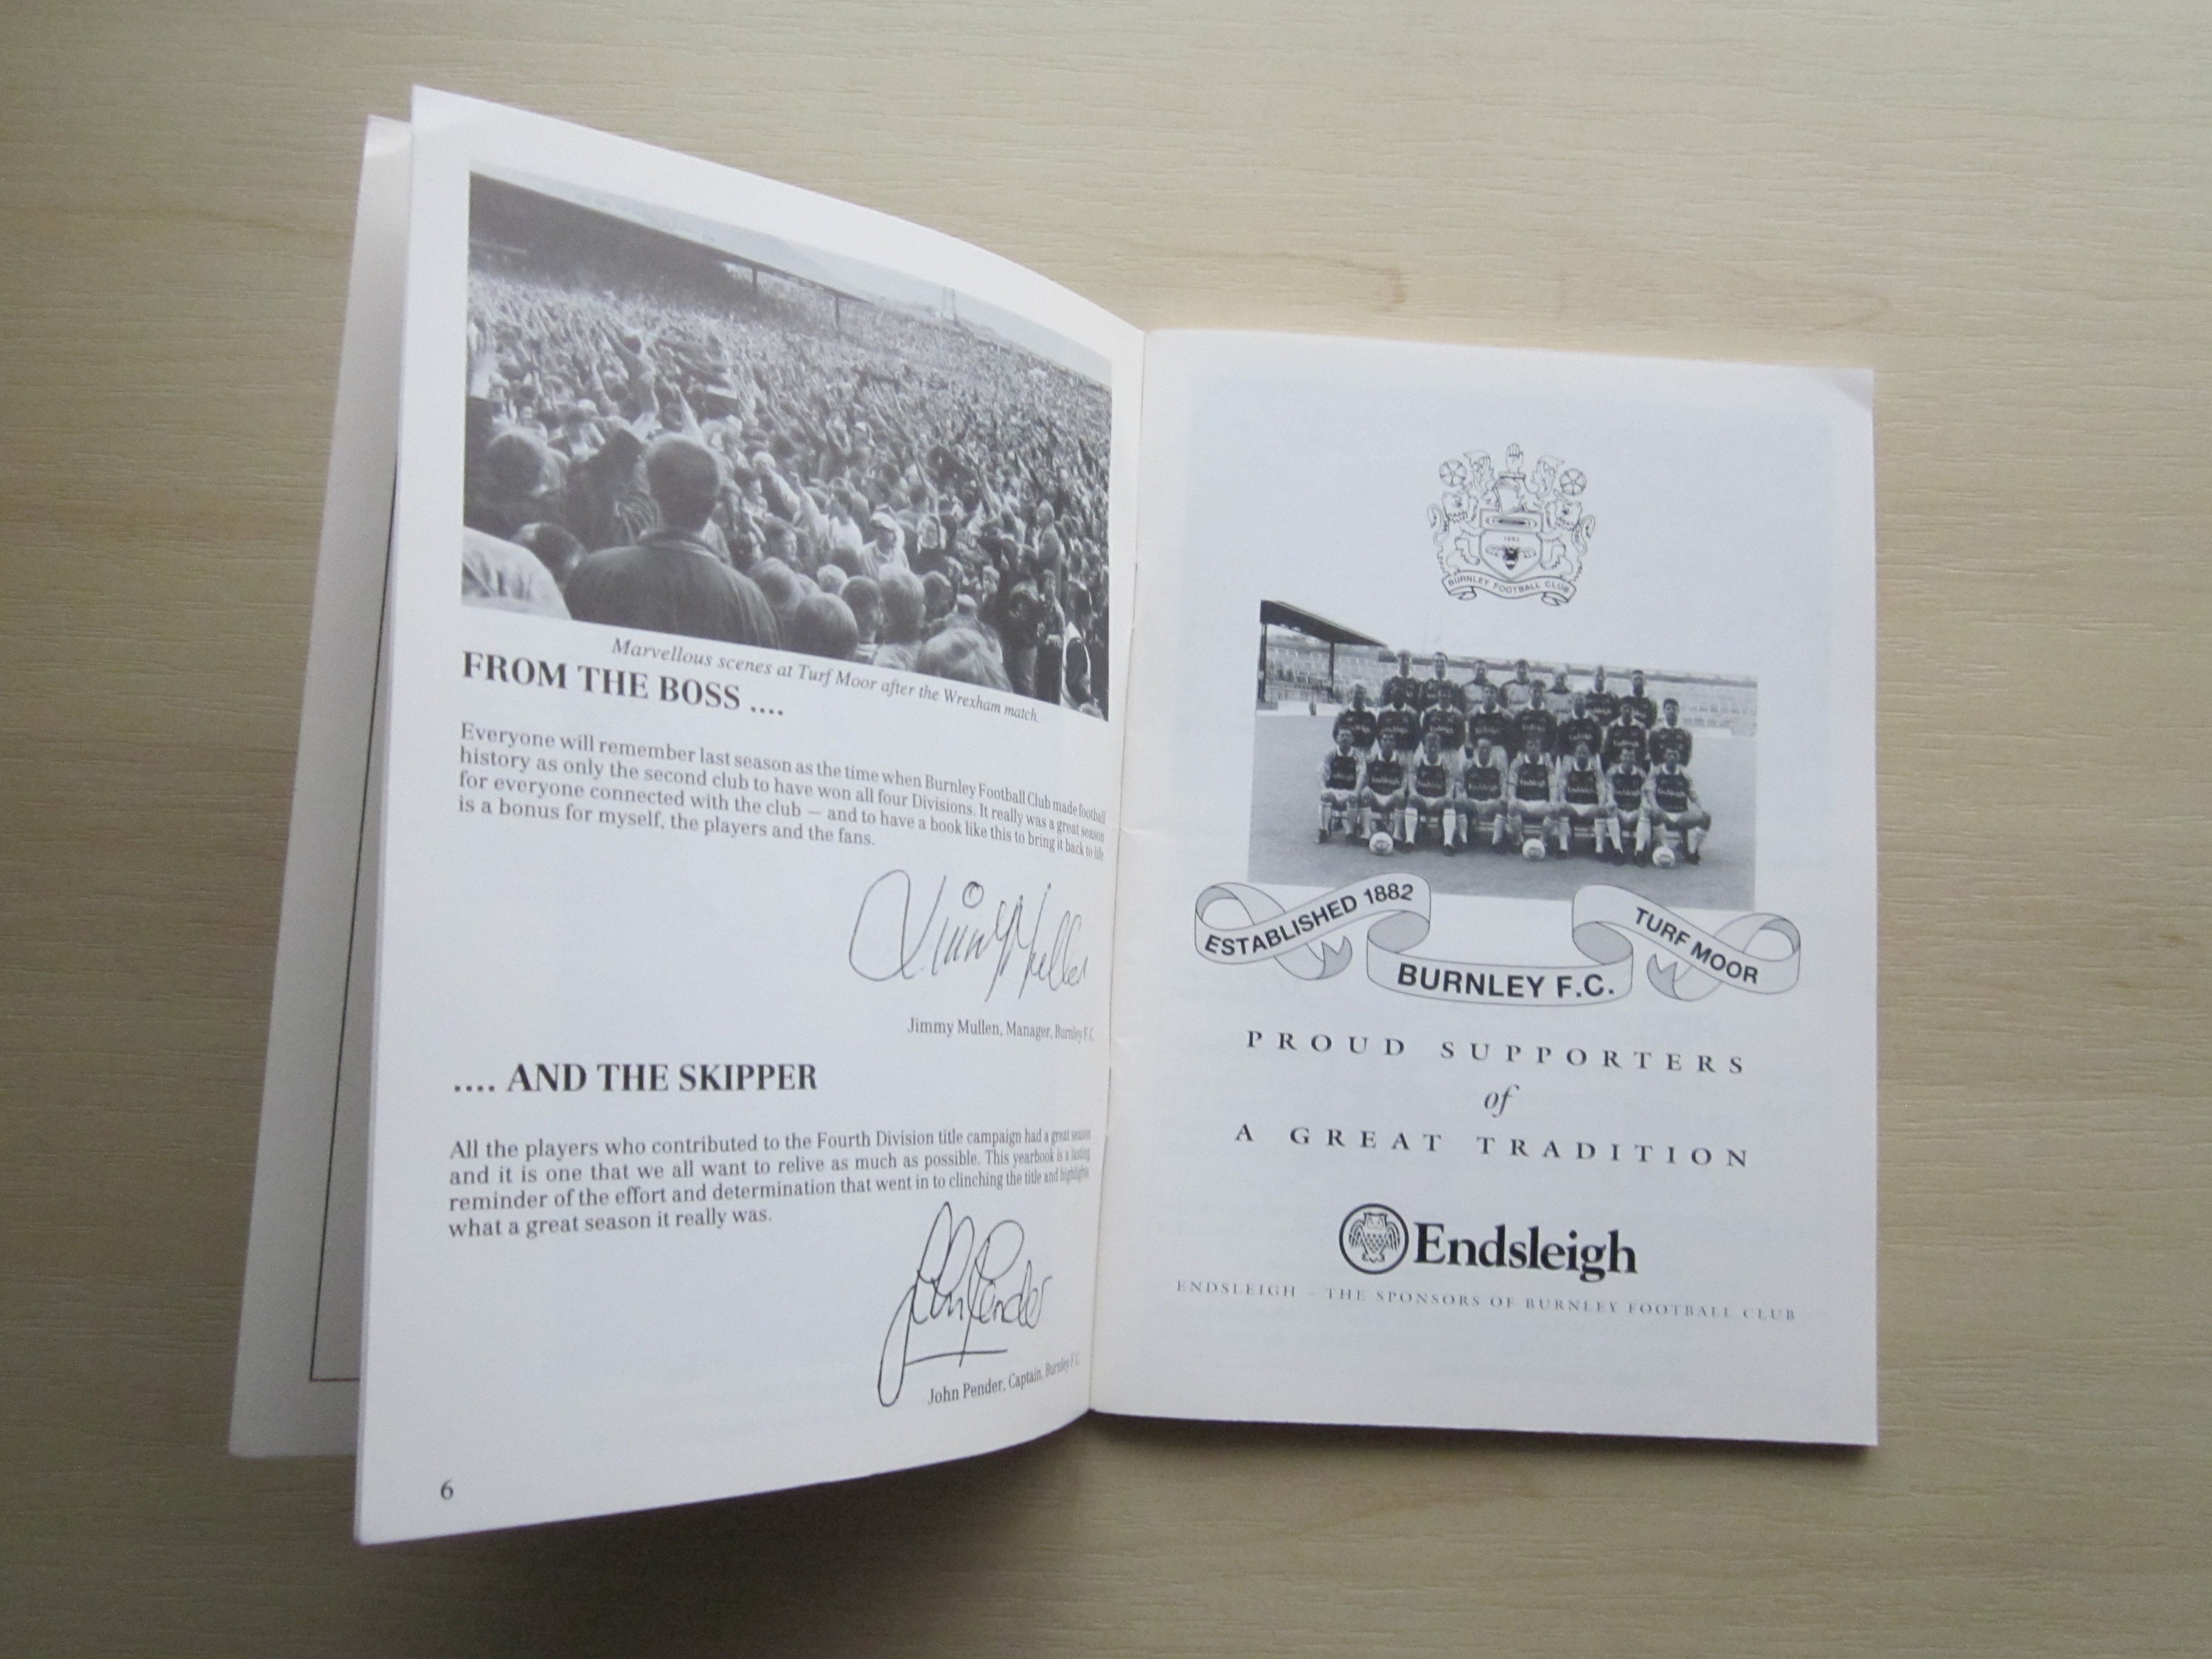 Marvellous scenes at Turf Moor after the Wrexham match.
FROM THE BOSS ....
Everyone will remember last season as the time when Burnley Football Club made football
history as only the second club to have won all four Divisions. It really was a great season
for everyone connected with the club — and to have a book like this to bring it back to life
is a bonus for myself, the players and the fans.
Jimmy Mullen
Jimmy Mullen, Manager, Burnley F.C.
.... AND THE SKIPPER
All the players who contributed to the Fourth Division title campaign had a great season
and it is one that we all want to relive as much as possible. This yearbook is a lasting
reminder of the effort and determination that went in to clinching the title and highlights
what a great season it really was.
John Pender
John Pender, Captain, Burnley F.C.
6
1882
BURNLEY FOOTBALL CLUB
ESTABLISHED 1882
BURNLEY F.C.
TURF MOOR
PROUD SUPPORTERS
of
A GREAT TRADITION
Endsleigh
ENDSLEIGH – THE SPONSORS OF BURNLEY FOOTBALL CLUB